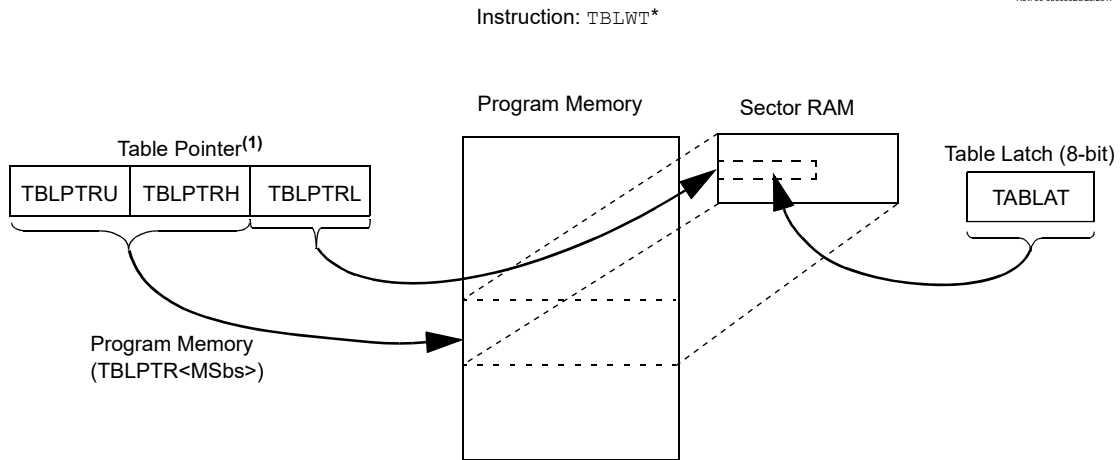 Instruction: TBLWT*
Program Memory
Sector RAM
Table Pointer(1)
Table Latch (8-bit)
TBLPTRU
TBLPTRH
TBLPTRL
TABLAT
Program Memory
(TBLPTR<MSbs>)